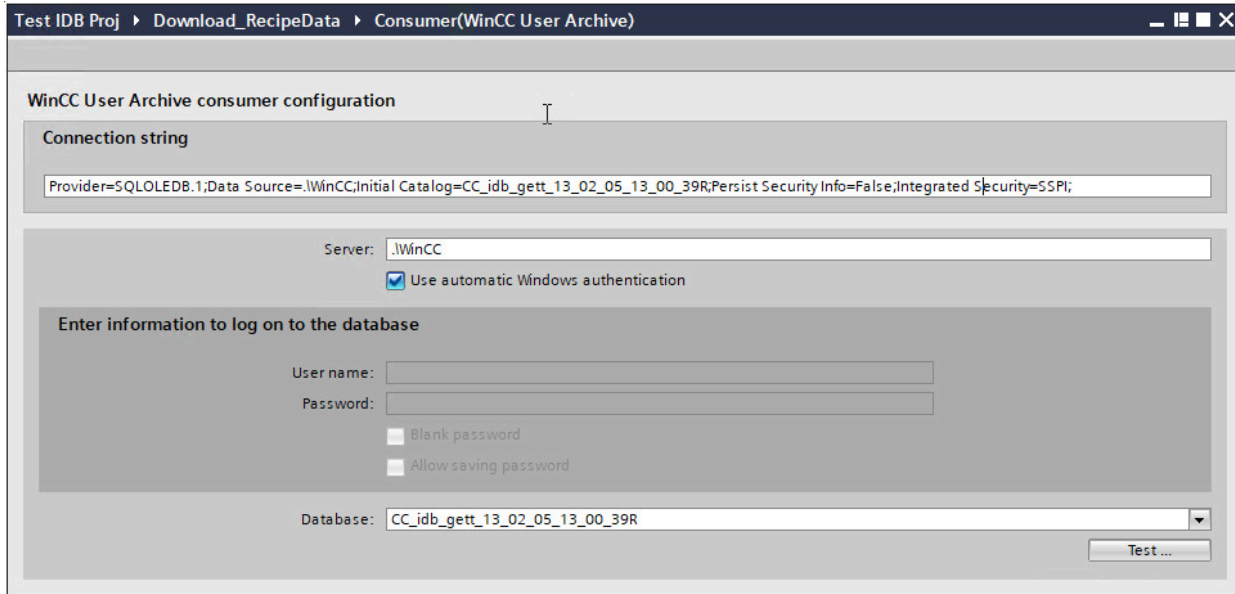 Test IDB Proj ▸ Download_RecipeData ▸ Consumer(WinCC User Archive)
WinCC User Archive consumer configuration
Connection string
Provider=SQLOLEDB.1;Data Source=.\WinCC;Initial Catalog=CC_idb_gett_13_02_05_13_00_39R;Persist Security Info=False;Integrated Security=SSPI;
Server: .\WinCC
Use automatic Windows authentication
Enter information to log on to the database
User name:
Password:
Blank password
Allow saving password
Database: CC_idb_gett_13_02_05_13_00_39R
Test ...